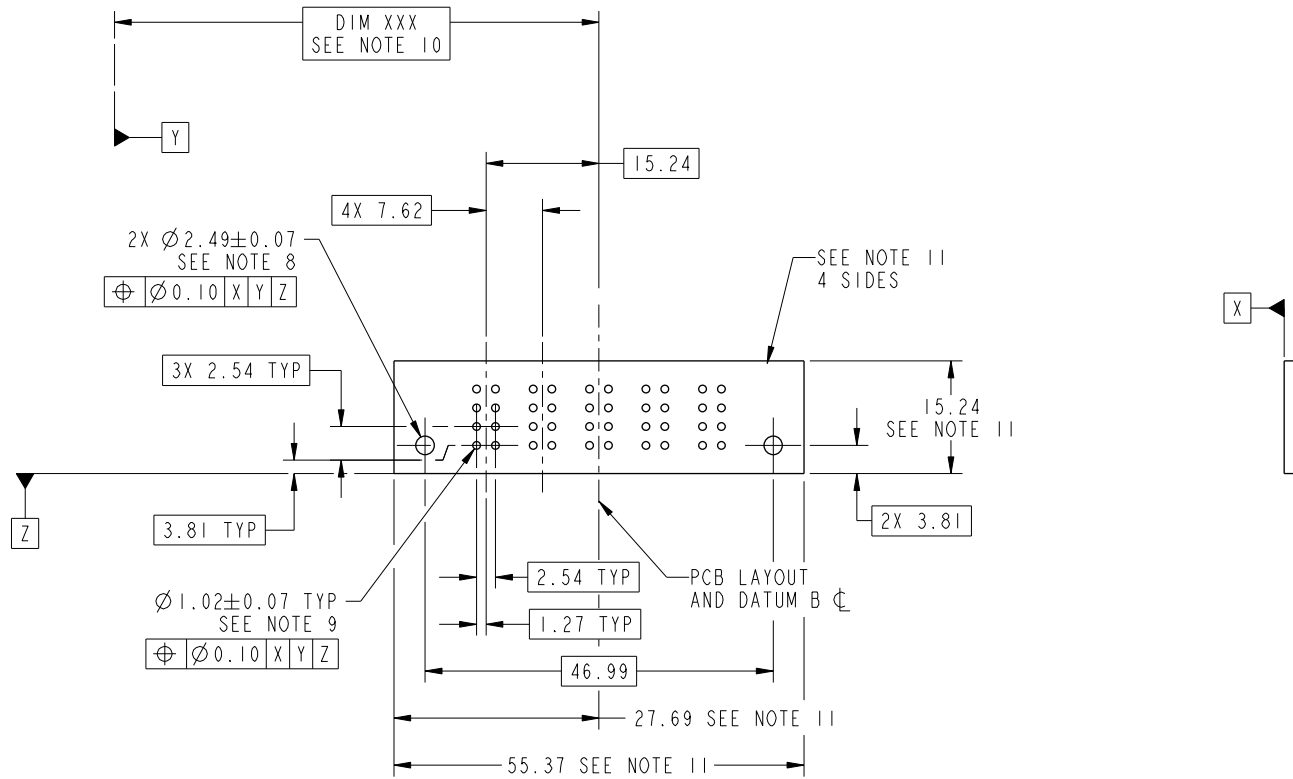 DIM XXX
SEE NOTE 10
Y
15.24
4X 7.62
2X Ø2.49±0.07
SEE NOTE 8
⌖ Ø0.10 X Y Z
SEE NOTE 11
4 SIDES
X
3X 2.54 TYP
15.24
SEE NOTE 11
Z
3.81 TYP
2X 3.81
2.54 TYP
PCB LAYOUT
AND DATUM B ℄
Ø1.02±0.07 TYP
SEE NOTE 9
1.27 TYP
⌖ Ø0.10 X Y Z
46.99
27.69 SEE NOTE 11
55.37 SEE NOTE 11